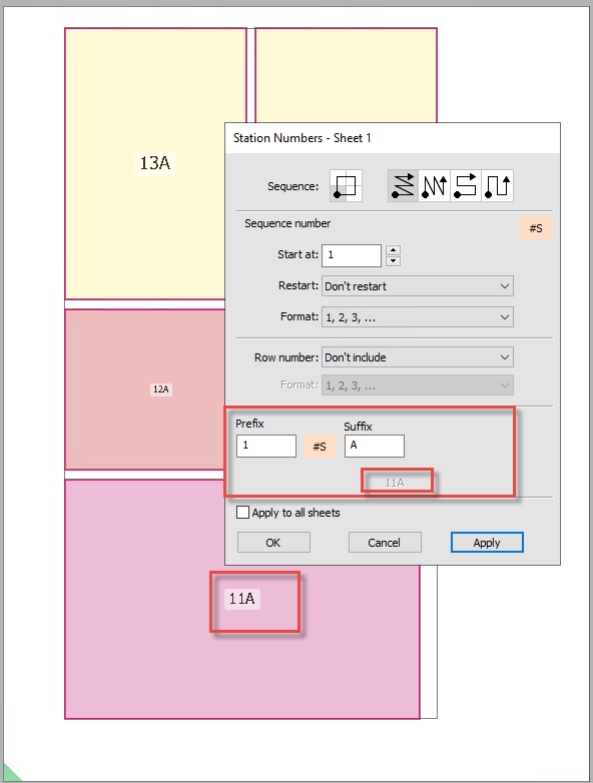 13A
12A
11A
Station Numbers - Sheet 1
Sequence:
Sequence number
#S
Start at: 1
Restart: Don't restart
Format: 1, 2, 3, ...
Row number: Don't include
Format: 1, 2, 3, ...
Prefix Suffix
1 #S A
11A
Apply to all sheets
OK Cancel Apply